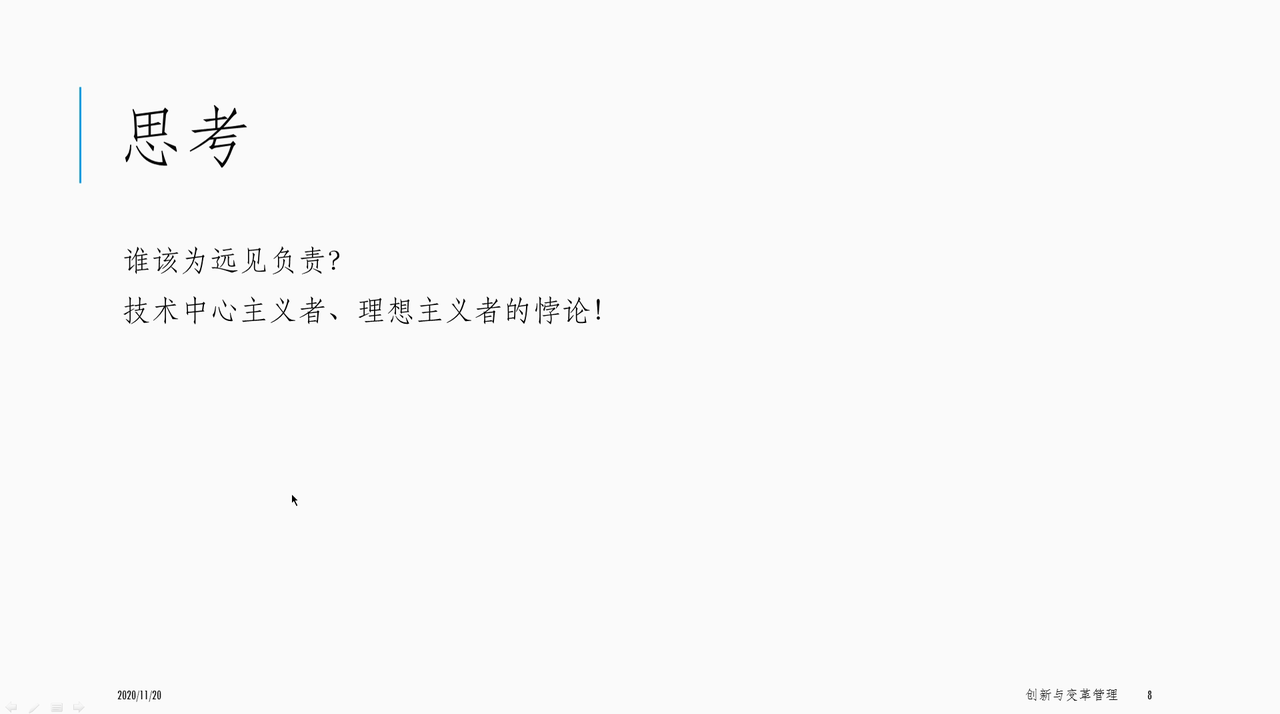 思考
谁该为远见负责?
技术中心主义者、理想主义者的悖论!
2020/11/20
创新与变革管理
8